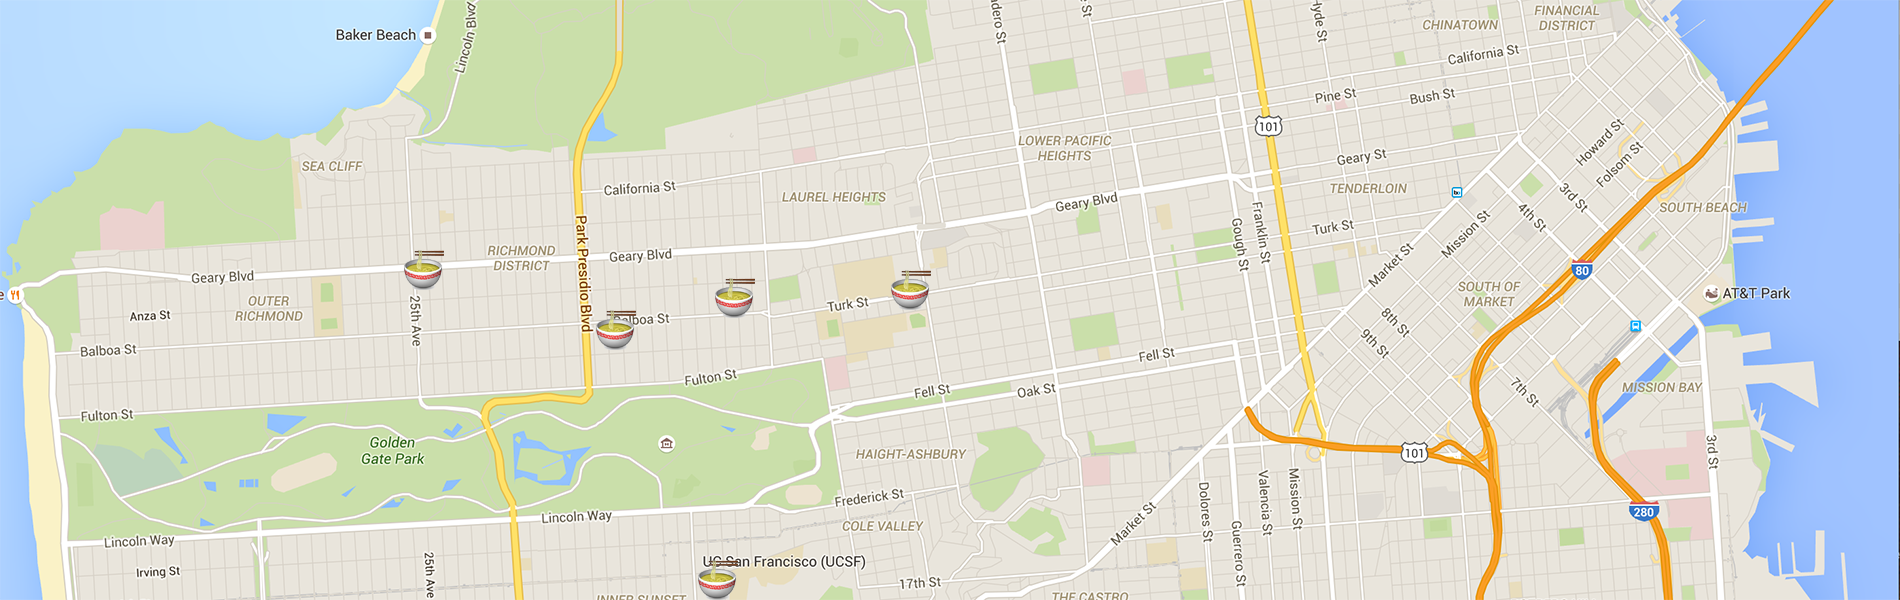 FINANCIAL
DISTRICT
CHINATOWN
Baker Beach
Lincoln Blvd
California St
Pine St
Bush St
101
LOWER PACIFIC
HEIGHTS
Howard St
Folsom St
Geary St
SEA CLIFF
California St
LAUREL HEIGHTS
TENDERLOIN
3rd St
4th St
SOUTH BEACH
Geary Blvd
Park Presidio Blvd
Gough St
Franklin St
Turk St
Mission St
Market St
RICHMOND
DISTRICT
Geary Blvd
Geary Blvd
80
SOUTH OF
MARKET
AT&T Park
OUTER
RICHMOND
Anza St
25th Ave
Turk St
Balboa St
8th St
9th St
Balboa St
Fell St
Fulton St
Fell St
Oak St
7th St
MISSION BAY
Fulton St
Golden
Gate Park
HAIGHT-ASHBURY
101
3rd St
Frederick St
Dolores St
Valencia St
Mission St
Lincoln Way
COLE VALLEY
Market St
Guerrero St
280
Lincoln Way
25th Ave
UC San Francisco (UCSF)
Irving St
17th St
INNER SUNSET
THE CASTRO